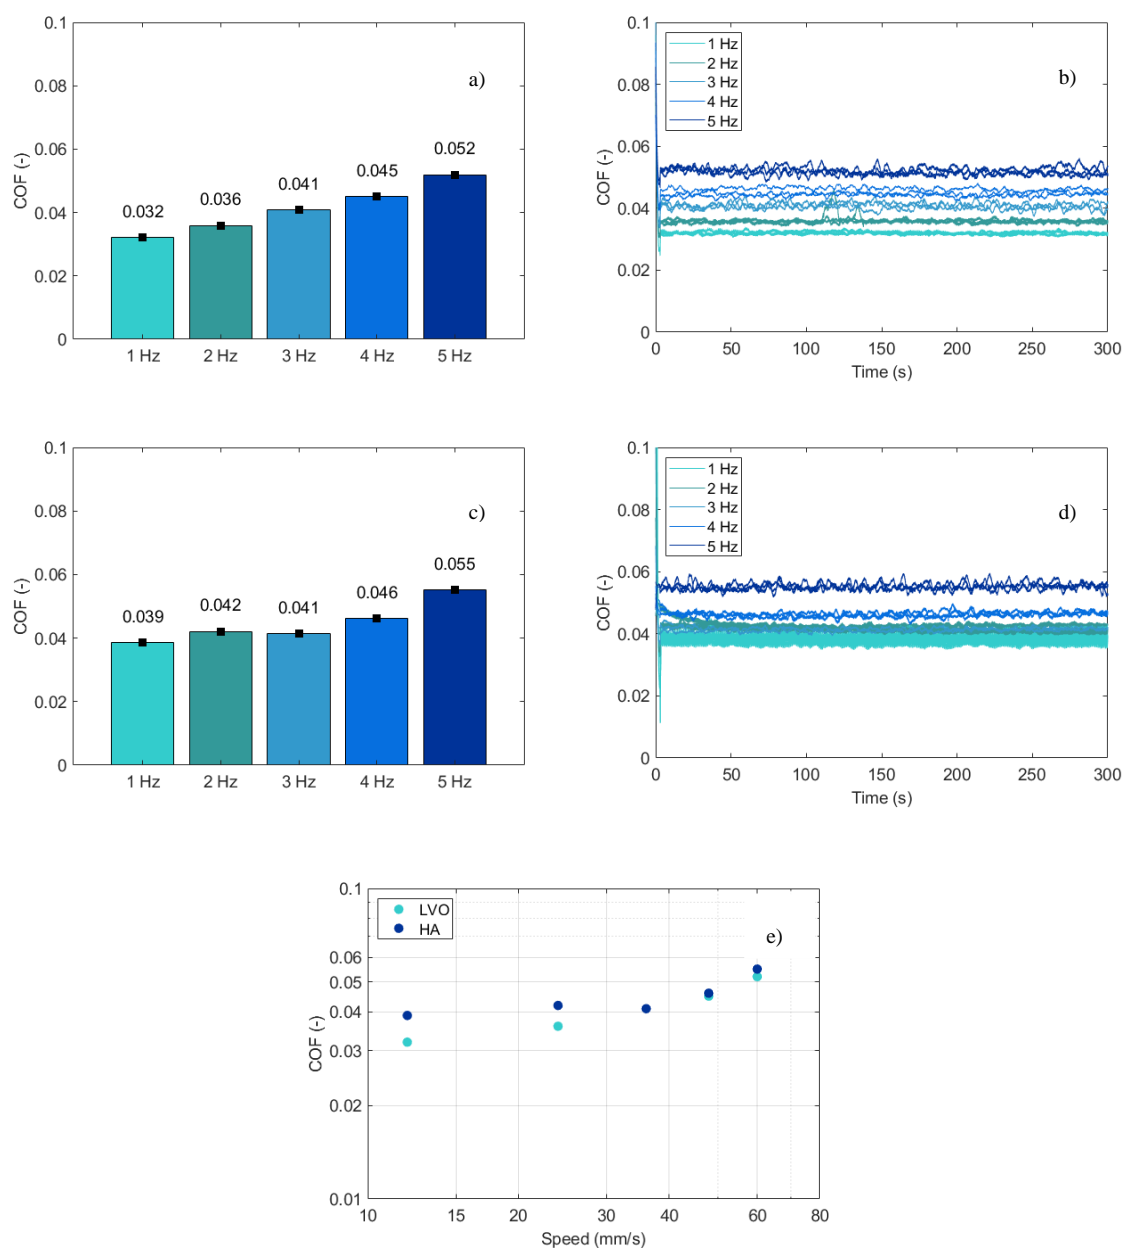 0.1
0.08
0.06
0.04
0.02
0
COF (-)
a)
0.032
0.036
0.041
0.045
0.052
1 Hz
2 Hz
3 Hz
4 Hz
5 Hz
0.1
0.08
0.06
0.04
0.02
0
COF (-)
1 Hz
2 Hz
3 Hz
4 Hz
5 Hz
b)
0
50
100
150
200
250
300
Time (s)
0.1
0.08
0.06
0.04
0.02
0
COF (-)
c)
0.039
0.042
0.041
0.046
0.055
1 Hz
2 Hz
3 Hz
4 Hz
5 Hz
0.1
0.08
0.06
0.04
0.02
0
COF (-)
1 Hz
2 Hz
3 Hz
4 Hz
5 Hz
d)
0
50
100
150
200
250
300
Time (s)
0.1
0.06
0.05
0.04
0.03
0.02
0.01
COF (-)
LVO
HA
e)
10
15
20
30
40
60
80
Speed (mm/s)